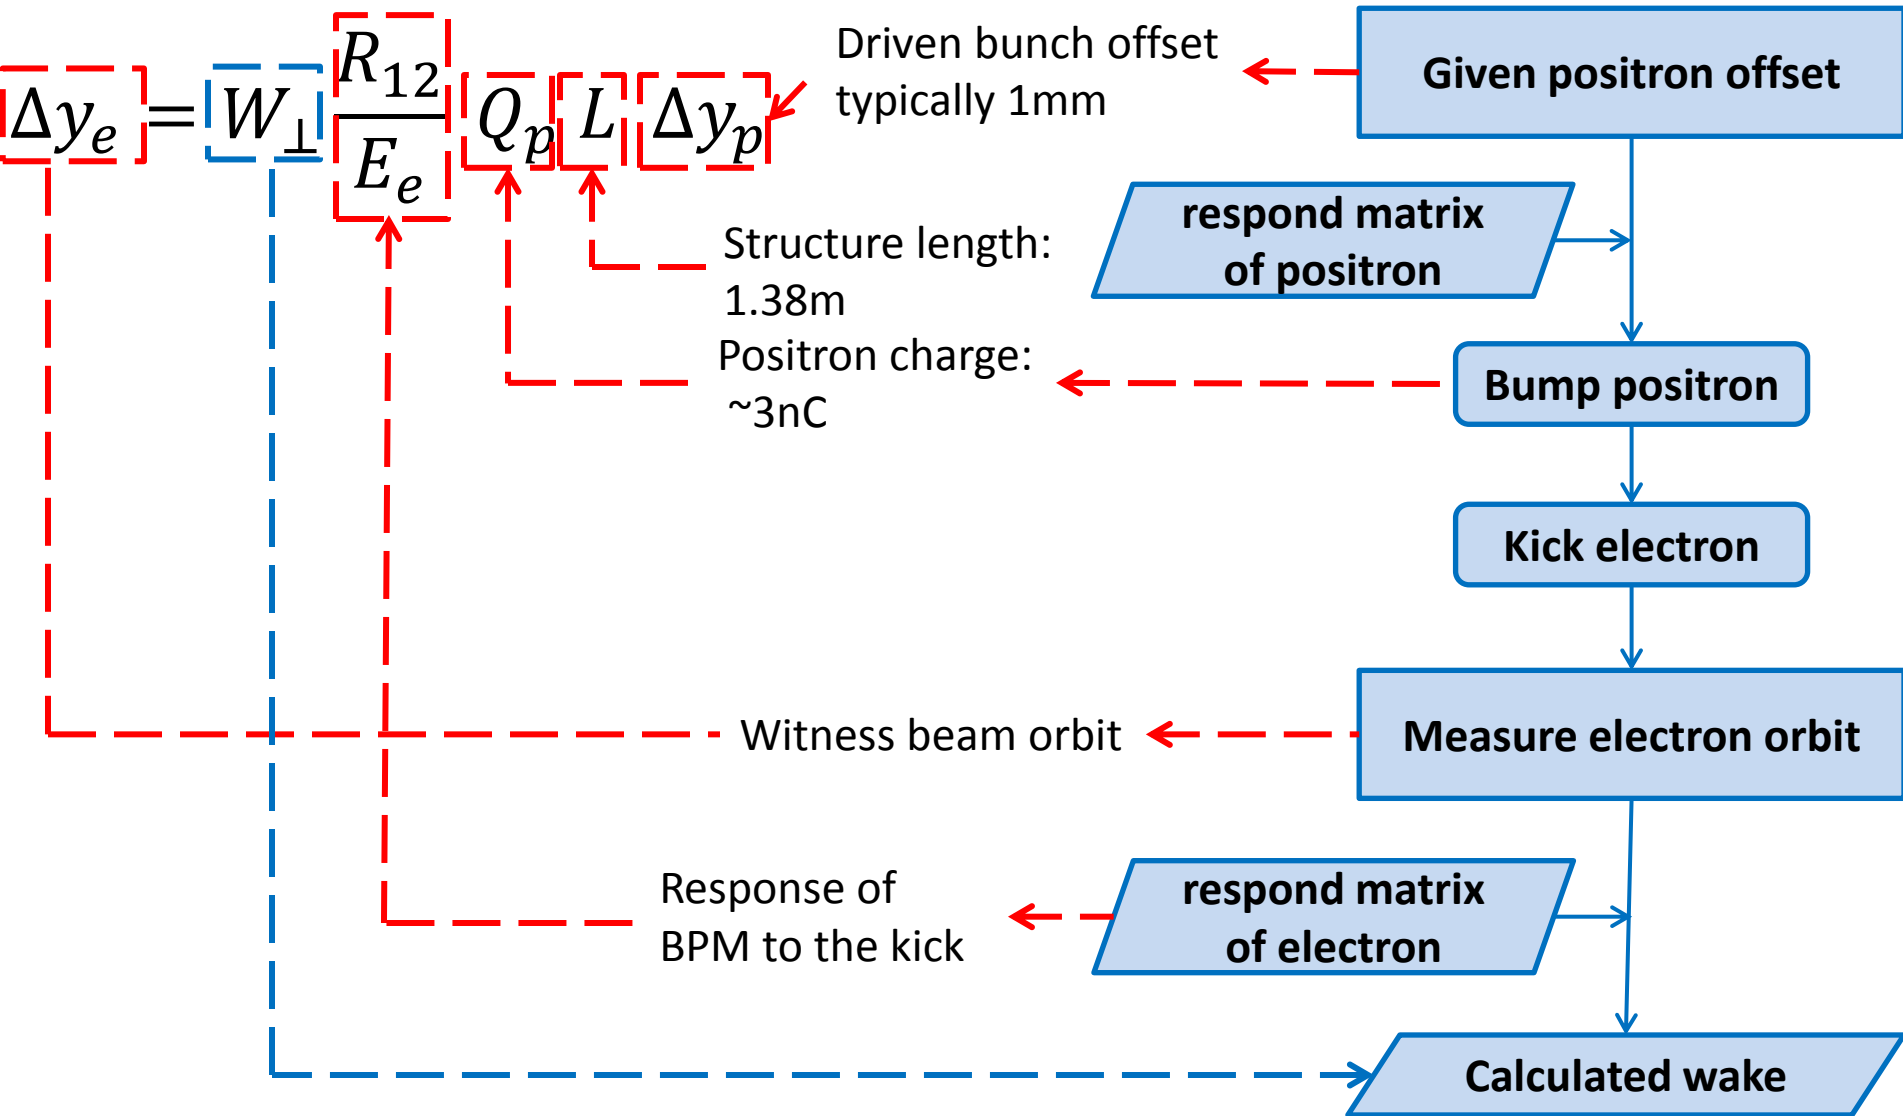 Δy_e = W_⊥ R_12/E_e Q_p L Δy_p
Driven bunch offset
typically 1mm
Given positron offset
respond matrix
of positron
Structure length:
1.38m
Positron charge:
~3nC
Bump positron
Kick electron
Witness beam orbit
Measure electron orbit
Response of
BPM to the kick
respond matrix
of electron
Calculated wake